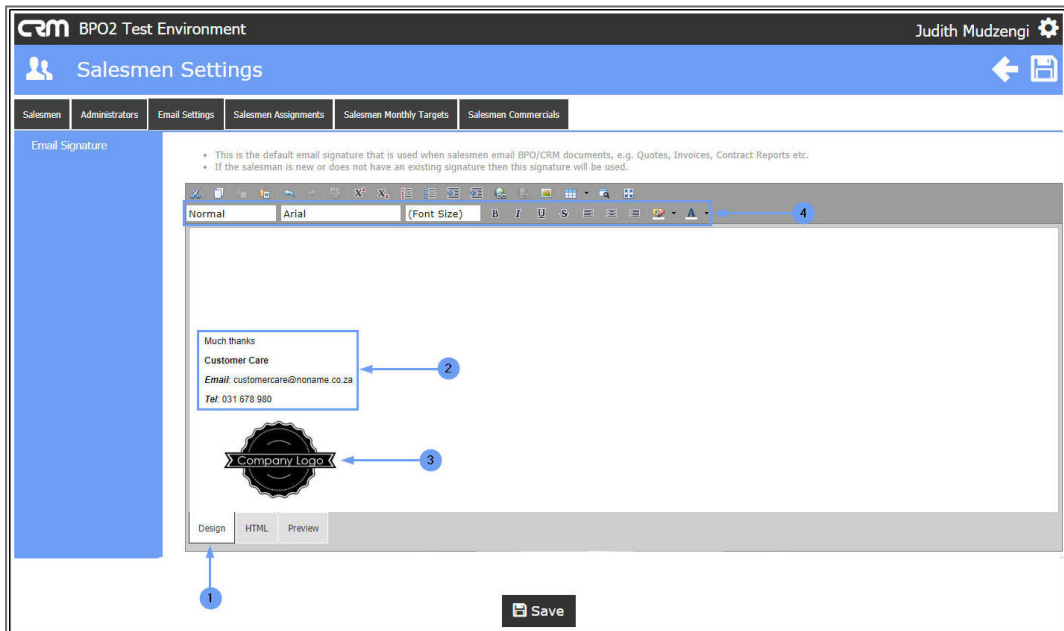 CRM BPO2 Test Environment Judith Mudzengi
Salesmen Settings
Salesmen Administrators Email Settings Salesmen Assignments Salesmen Monthly Targets Salesmen Commercials
Email Signature
This is the default email signature that is used when salesmen email BPO/CRM documents, e.g. Quotes, Invoices, Contract Reports etc.
If the salesman is new or does not have an existing signature then this signature will be used.
X² X₂
Normal Arial (Font Size) B I U S A 4
Much thanks
Customer Care
Email: customercare@noname.co.za
Tel: 031 678 980
2
Company Logo 3
Design HTML Preview
1
Save